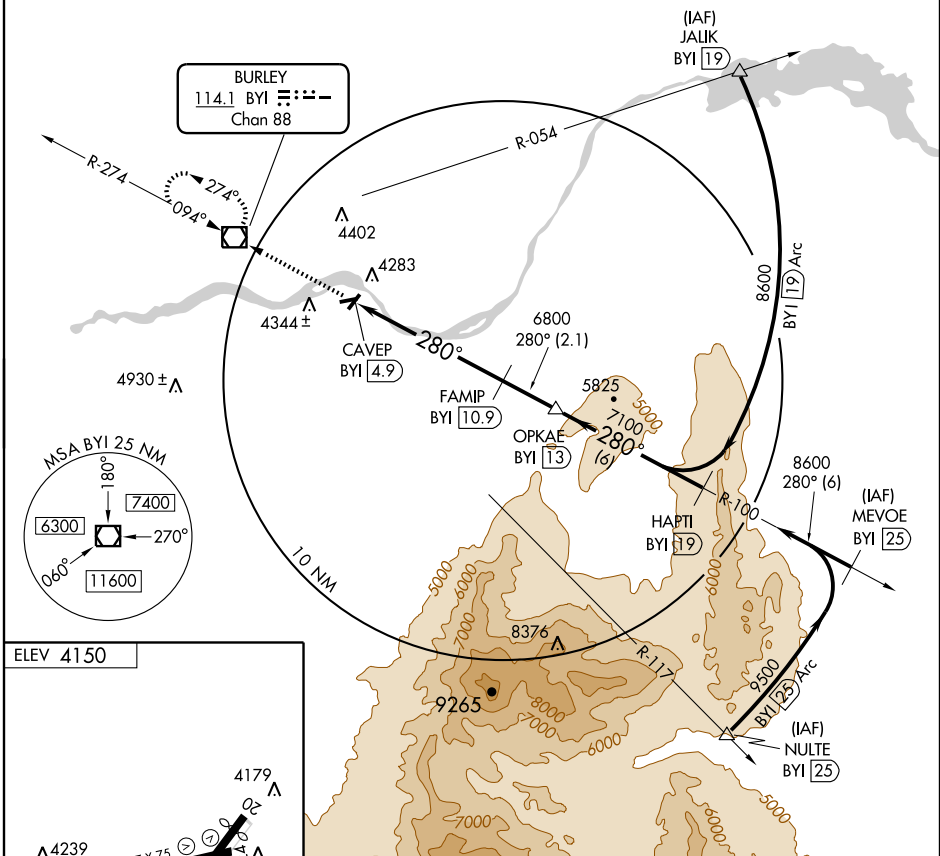 (IAF)
JALIK
BYI 19
BURLEY
114.1 BYI
Chan 88
R-054
R-274
274°
094°
4402
4283
4344 ±
8600
BYI 19 Arc
CAVEP
BYI 4.9
280°
6800
280° (2.1)
4930 ±
FAMIP
BYI 10.9
5825
5000
7100
OPKAE
BYI 13
280°
(6)
MSA BYI 25 NM
180°
7400
6300
270°
060°
11600
8600
280° (6)
R-100
(IAF)
MEVOE
BYI 25
HAPTI
BYI 19
10 NM
5000
6000
7000
6000
8376
R-117
9500
BYI 25 Arc
9265
8000
7000
6000
(IAF)
NULTE
BYI 25
ELEV 4150
4179
20
4239
X 75
7000
6000
5000